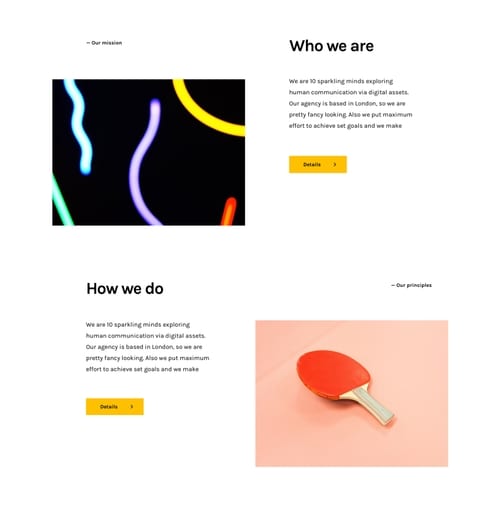 — Our mission
Who we are
We are 10 sparkling minds exploring
human communication via digital assets.
Our agency is based in London, so we are
pretty fancy looking. Also we put maximum
effort to achieve set goals and we make
Details
How we do
We are 10 sparkling minds exploring
human communication via digital assets.
Our agency is based in London, so we are
pretty fancy looking. Also we put maximum
effort to achieve set goals and we make
Details
— Our principles